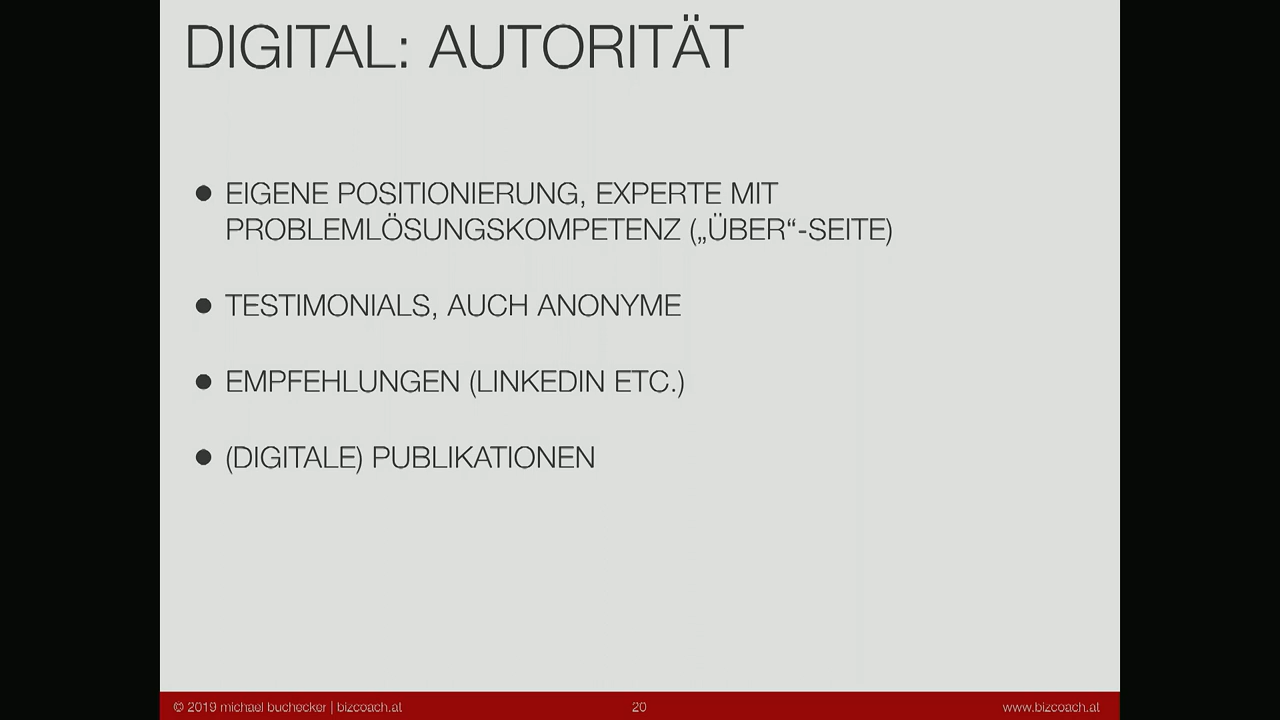 DIGITAL: AUTORITÄT
● EIGENE POSITIONIERUNG, EXPERTE MIT
PROBLEMLÖSUNGSKOMPETENZ („ÜBER“-SEITE)
● TESTIMONIALS, AUCH ANONYME
● EMPFEHLUNGEN (LINKEDIN ETC.)
● (DIGITALE) PUBLIKATIONEN
© 2019 michael buchecker | bizcoach.at 20 www.bizcoach.at